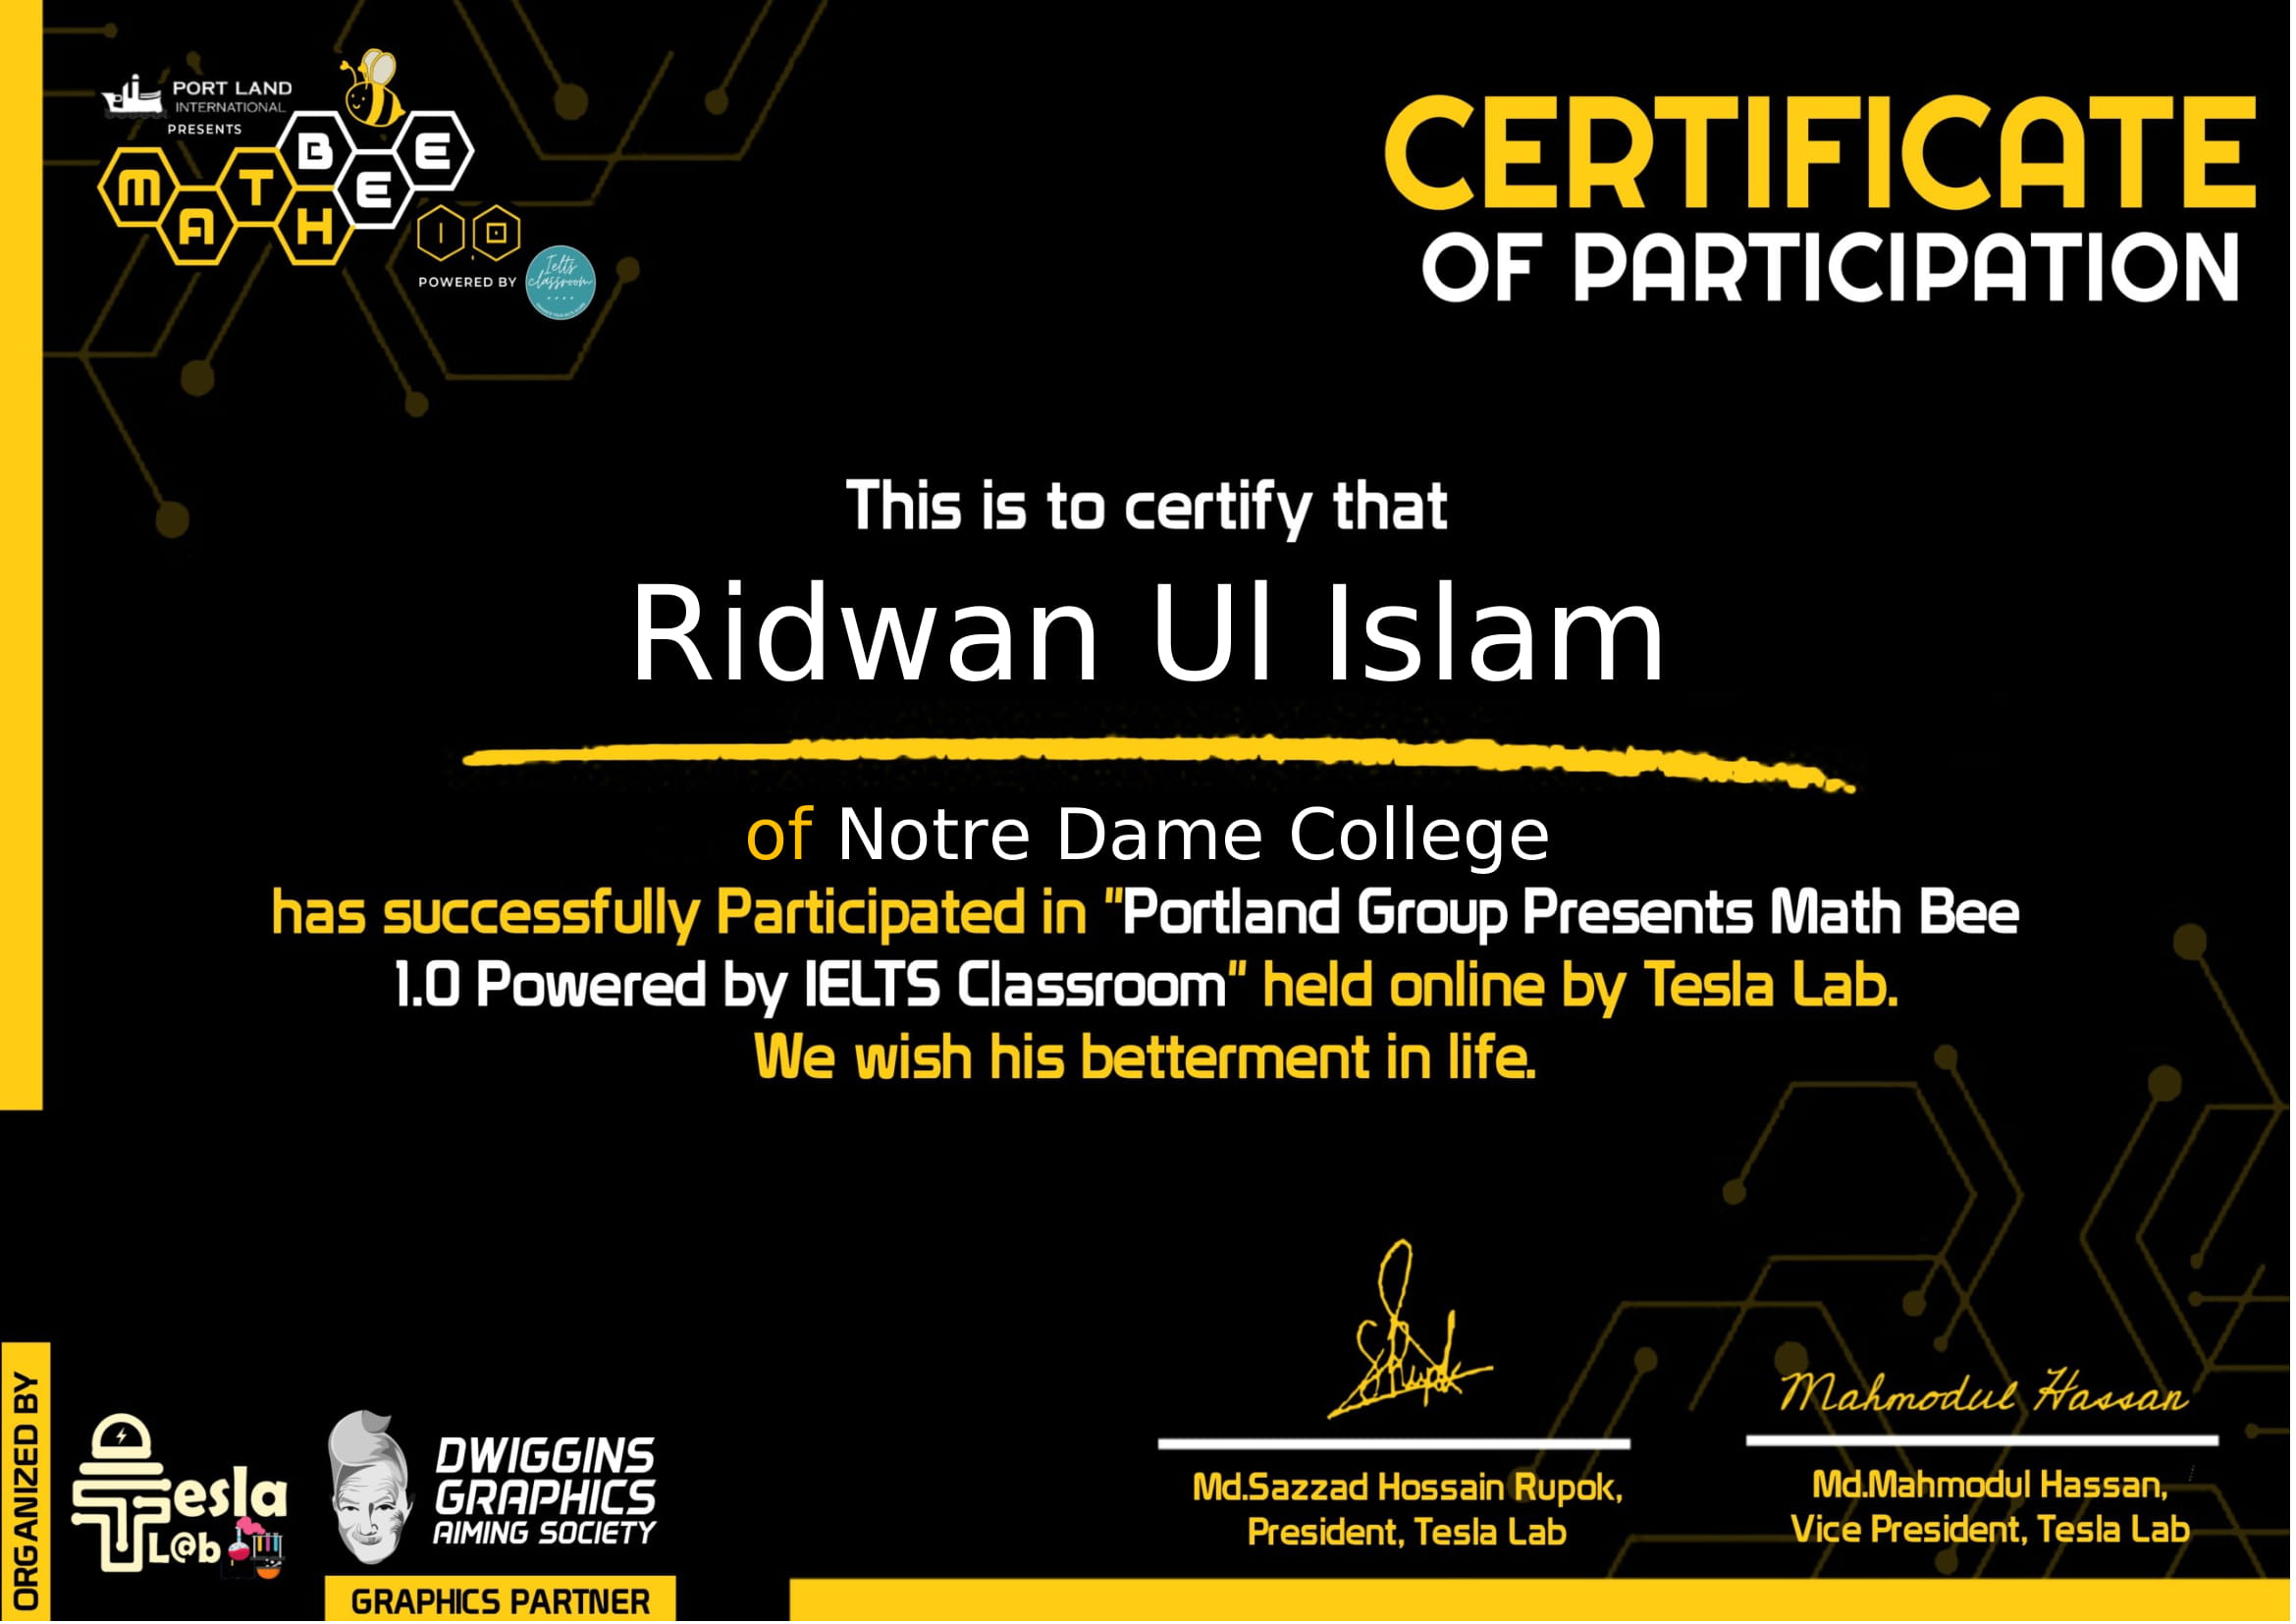 PORT LAND
INTERNATIONAL
PRESENTS
MATH BEE
1.0
POWERED BY
Ielts
classroom
CERTIFICATE
OF PARTICIPATION
This is to certify that
Ridwan Ul Islam
of Notre Dame College
has successfully Participated in "Portland Group Presents Math Bee
1.0 Powered by IELTS Classroom" held online by Tesla Lab.
We wish his betterment in life.
ORGANIZED BY
Tesla
L@b
DWIGGINS
GRAPHICS
AIMING SOCIETY
GRAPHICS PARTNER
SRupok
Md.Sazzad Hossain Rupok,
President, Tesla Lab
Mahmodul Hassan
Md.Mahmodul Hassan,
Vice President, Tesla Lab